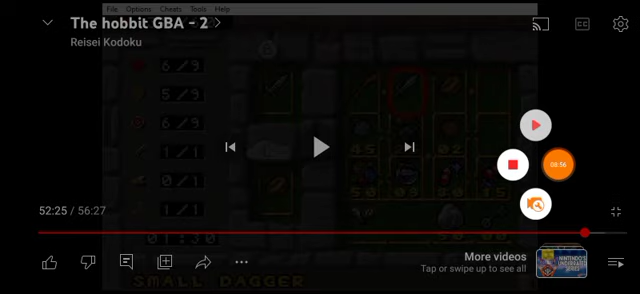 File Options Cheats Tools Help
The hobbit GBA - 2
Reisei Kodoku
6/9
5/9
6/9
1/1
0/1
1/1
01:30
45
02
50
09
SMALL DAGGER
08:56
52:25 / 56:27
More videos
Tap or swipe up to see all